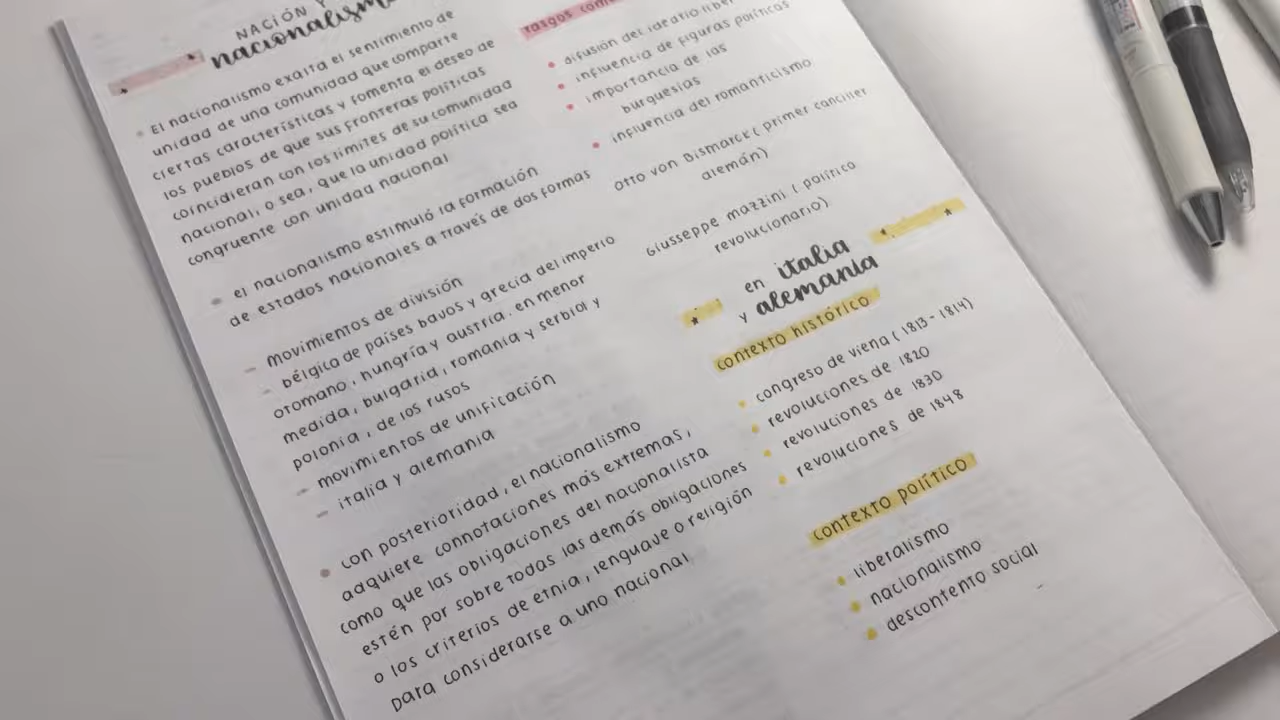 NACIÓN Y
nacionalismo
El nacionalismo exalta el sentimiento de
unidad de una comunidad que comparte
ciertas características y fomenta el deseo de
los pueblos de que sus fronteras políticas
coincidieran con los límites de su comunidad
nacional, o sea, que la unidad política sea
congruente con unidad nacional
el nacionalismo estimuló la formación
de estados nacionales a través de dos formas
movimientos de división
bélgica de países bajos y grecia del imperio
otomano, hungría y austria. en menor
medida, bulgaria, romania y serbia y
polonia, de los rusos
movimientos de unificación
italia y alemania
con posterioridad, el nacionalismo
adquiere connotaciones más extremas,
como que las obligaciones del nacionalista
estén por sobre todas las demás obligaciones
o los criterios de etnia, lenguaje o religión
para considerarse a uno nacional
rasgos
difusión del ideario
influencia de figuras políticas
importancia de las
burguesias
influencia del romanticismo
Otto von Bismarck ( primer canciller
alemán)
Giusseppe mazzini ( político
revolucionario)
en italia
y alemania
contexto histórico
congreso de viena ( 1813 - 1814)
revoluciones de 1820
revoluciones de 1830
revoluciones de 1848
contexto político
liberalismo
nacionalismo
descontento social